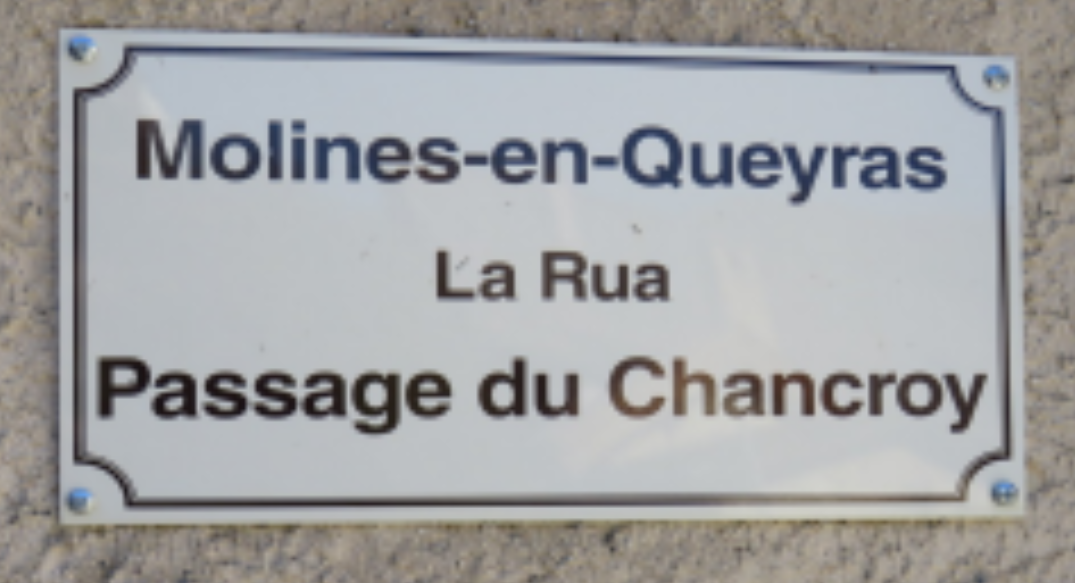 Molines-en-Queyras
La Rua
Passage du Chancroy